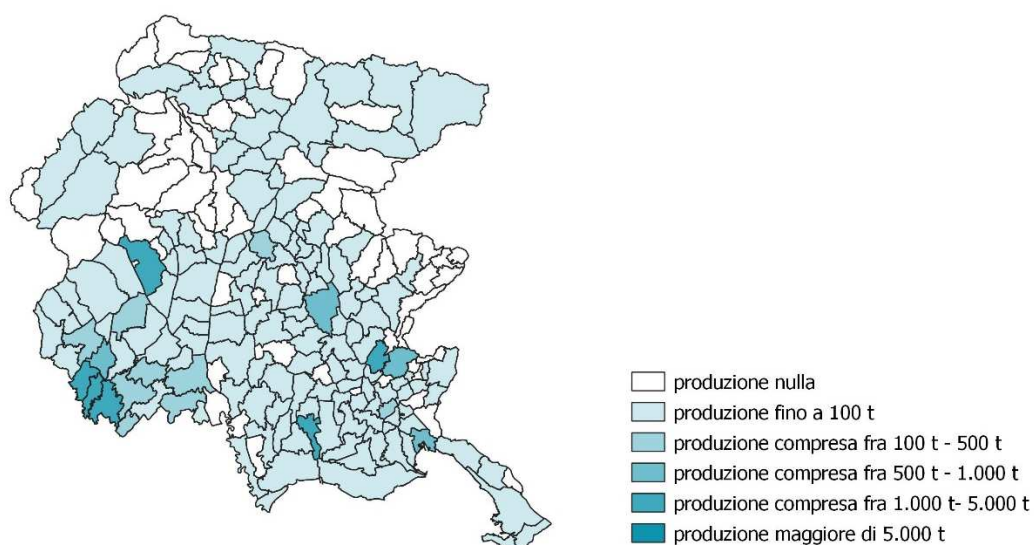 produzione nulla
produzione fino a 100 t
produzione compresa fra 100 t - 500 t
produzione compresa fra 500 t - 1.000 t
produzione compresa fra 1.000 t- 5.000 t
produzione maggiore di 5.000 t